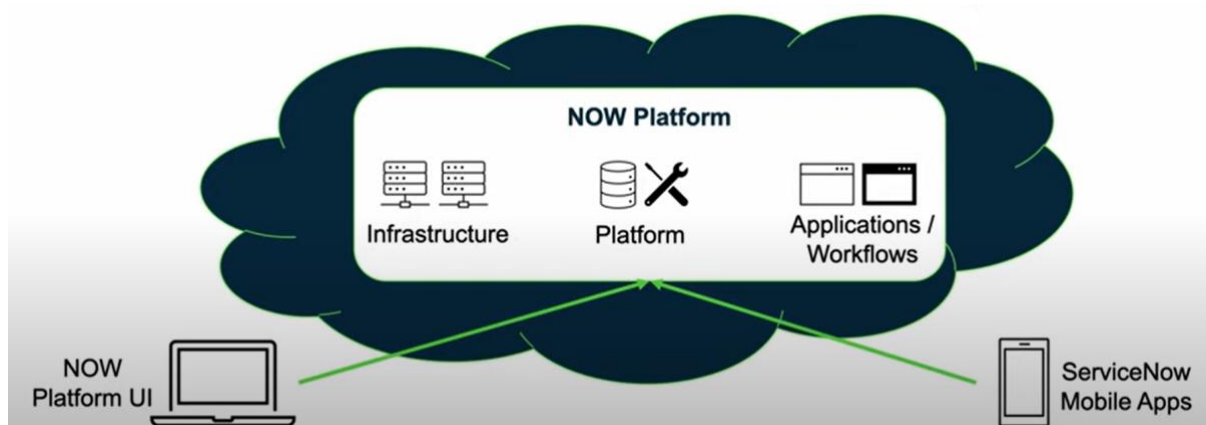 NOW Platform
Infrastructure
Platform
Applications /
Workflows
NOW
Platform UI
ServiceNow
Mobile Apps